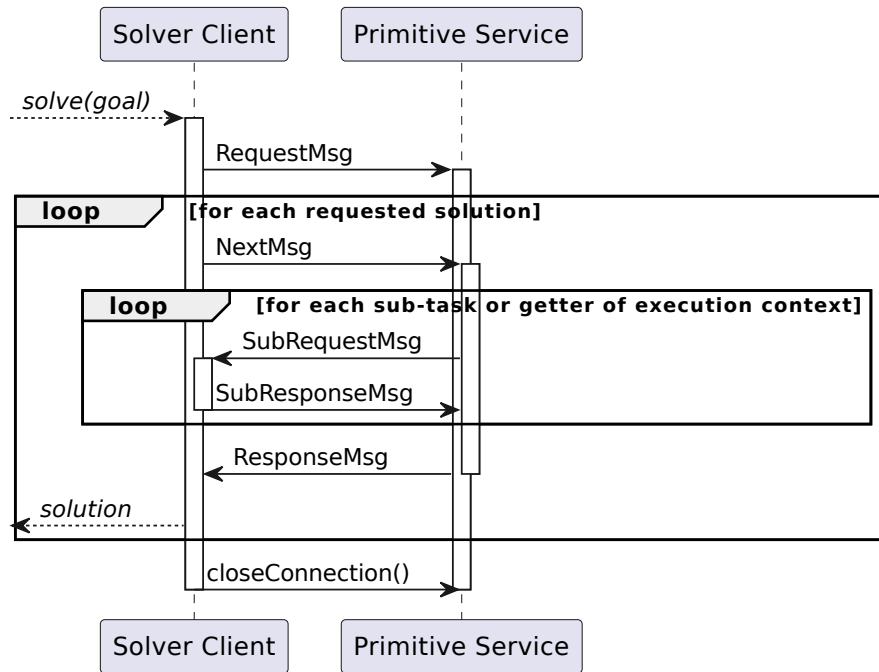 Solver Client
Primitive Service
solve(goal)
RequestMsg
loop
[for each requested solution]
NextMsg
loop
[for each sub-task or getter of execution context]
SubRequestMsg
SubResponseMsg
ResponseMsg
solution
closeConnection()
Solver Client
Primitive Service